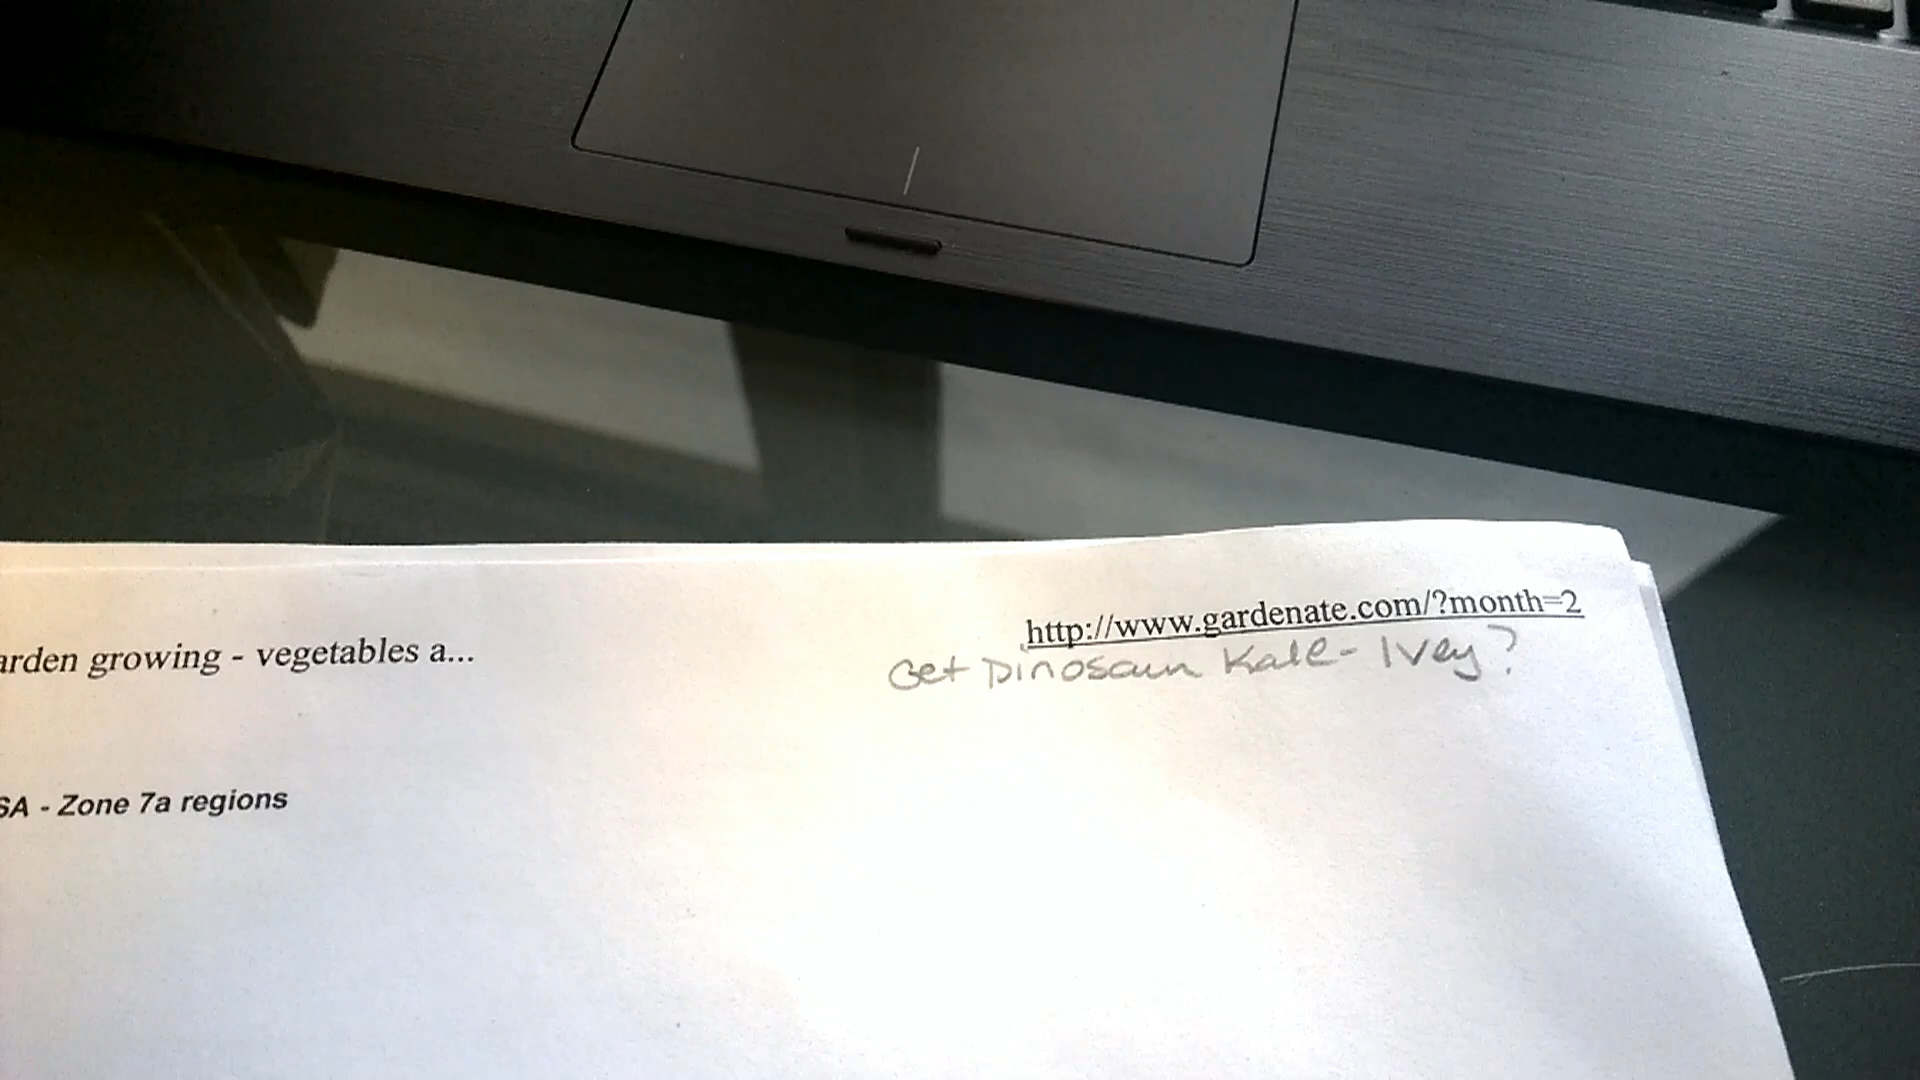 http://www.gardenate.com/?month=2
arden growing - vegetables a...
Get Dinosaur Kale - Ivey?
SA - Zone 7a regions